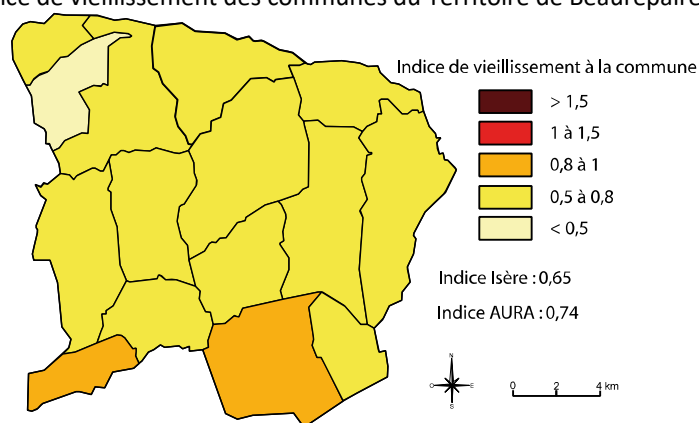 ice de vieillissement des communes du Territoire de Beaurepaire
Indice de vieillissement à la commune
> 1,5
1 à 1,5
0,8 à 1
0,5 à 0,8
< 0,5
Indice Isère : 0,65
Indice AURA : 0,74
N
O E
S
0 2 4 km